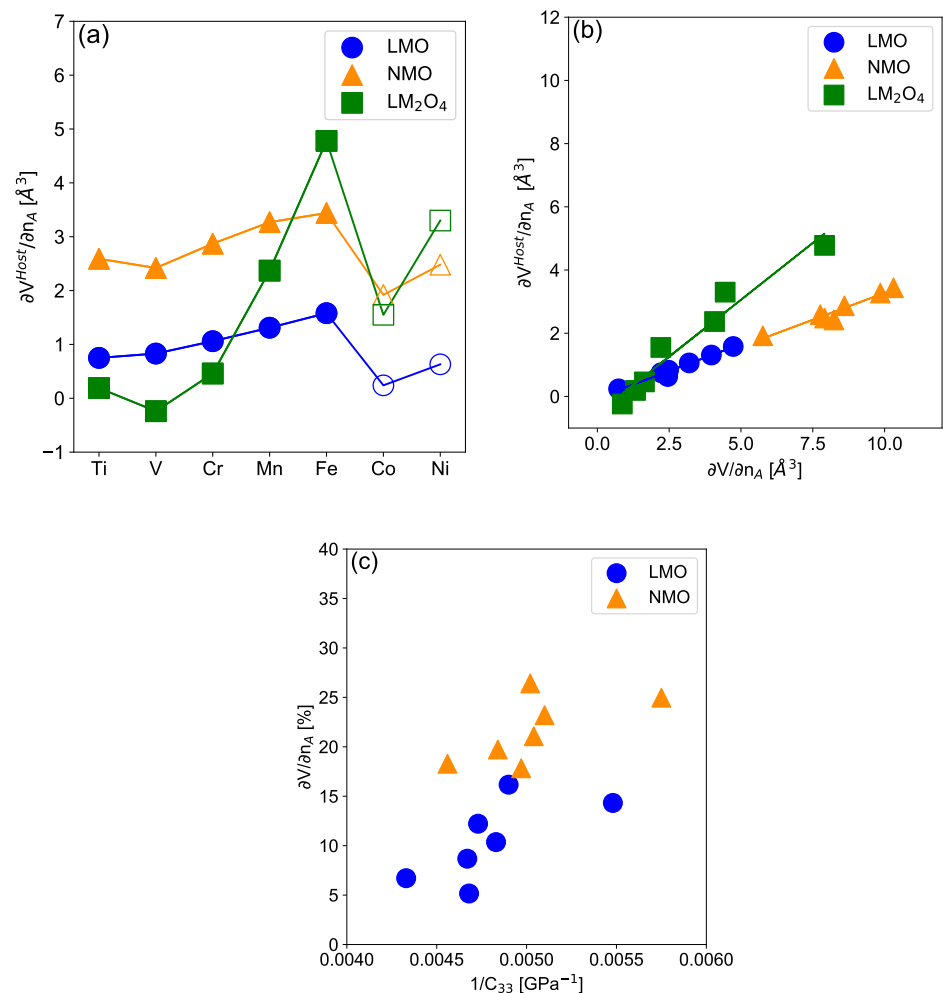 (a)
LMO
NMO
LM₂O₄
7
6
5
4
3
2
1
0
−1
∂V^Host/∂n_A [Å³]
Ti V Cr Mn Fe Co Ni
(b)
LMO
NMO
LM₂O₄
12
10
8
6
4
2
0
∂V^Host/∂n_A [Å³]
0.0 2.5 5.0 7.5 10.0
∂V/∂n_A [Å³]
(c)
LMO
NMO
40
35
30
25
20
15
10
5
0
∂V/∂n_A [%]
0.0040 0.0045 0.0050 0.0055 0.0060
1/C₃₃ [GPa⁻¹]